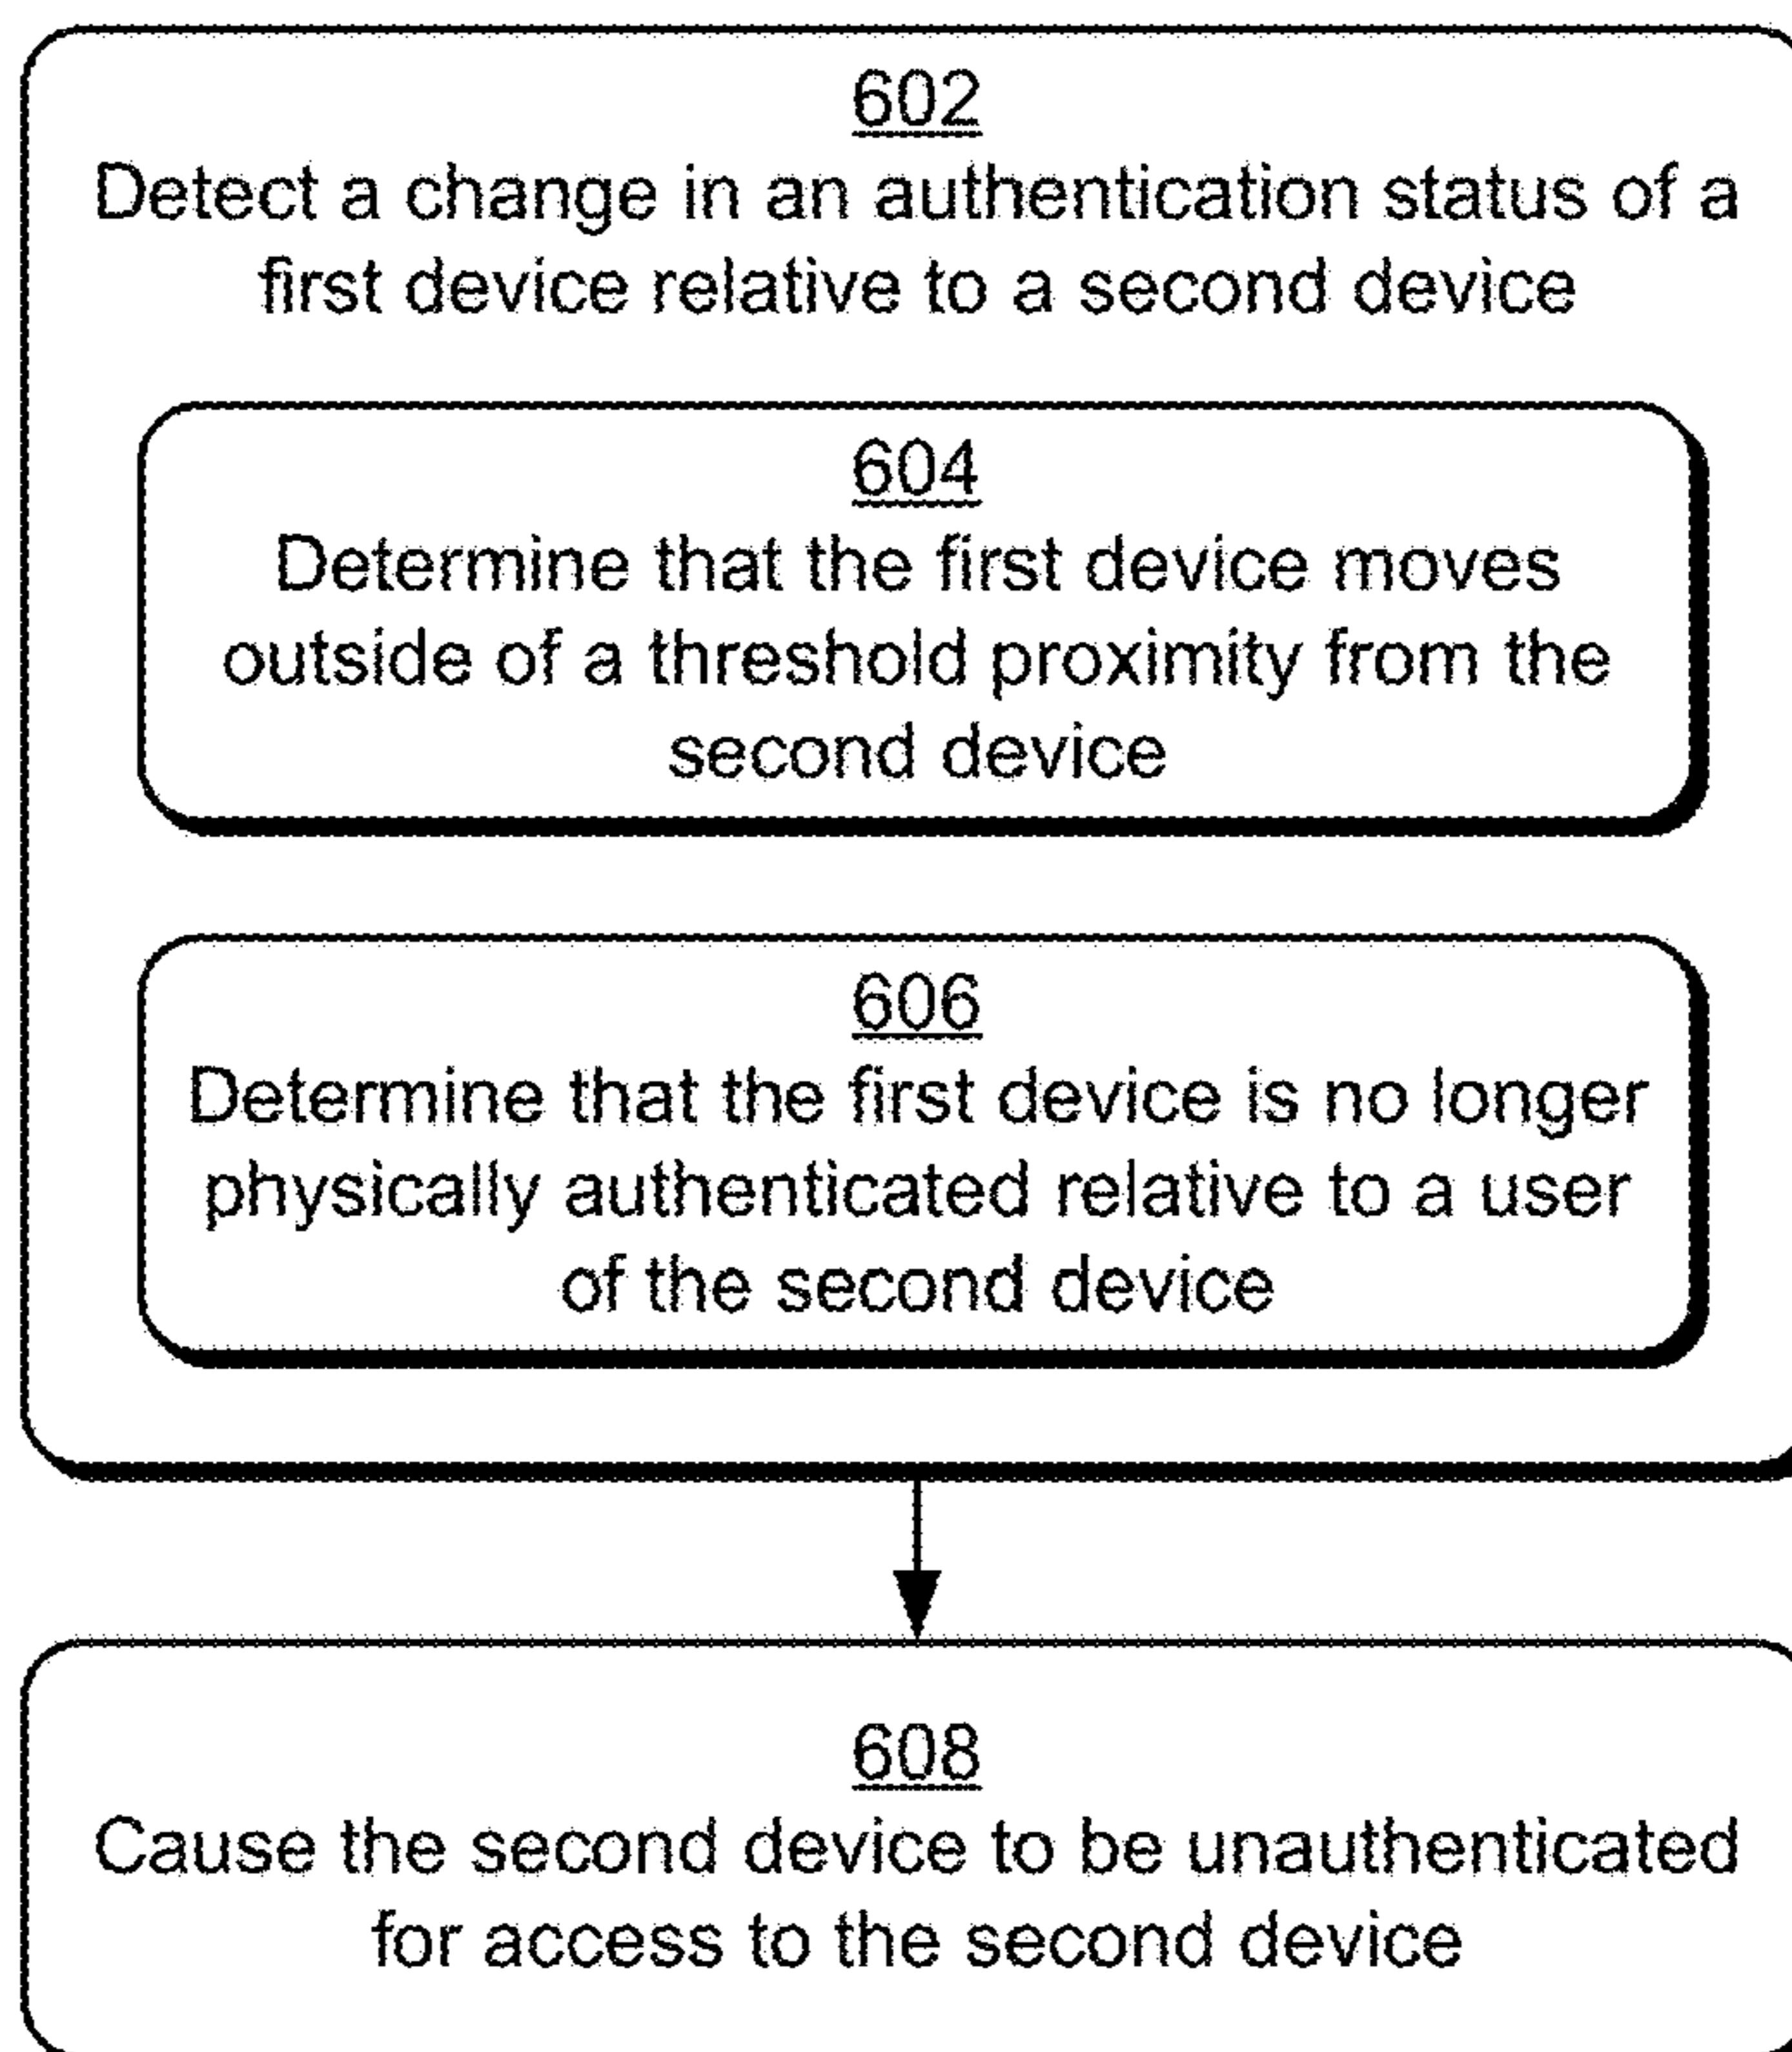 602
Detect a change in an authentication status of a
first device relative to a second device
604
Determine that the first device moves
outside of a threshold proximity from the
second device
606
Determine that the first device is no longer
physically authenticated relative to a user
of the second device
608
Cause the second device to be unauthenticated
for access to the second device